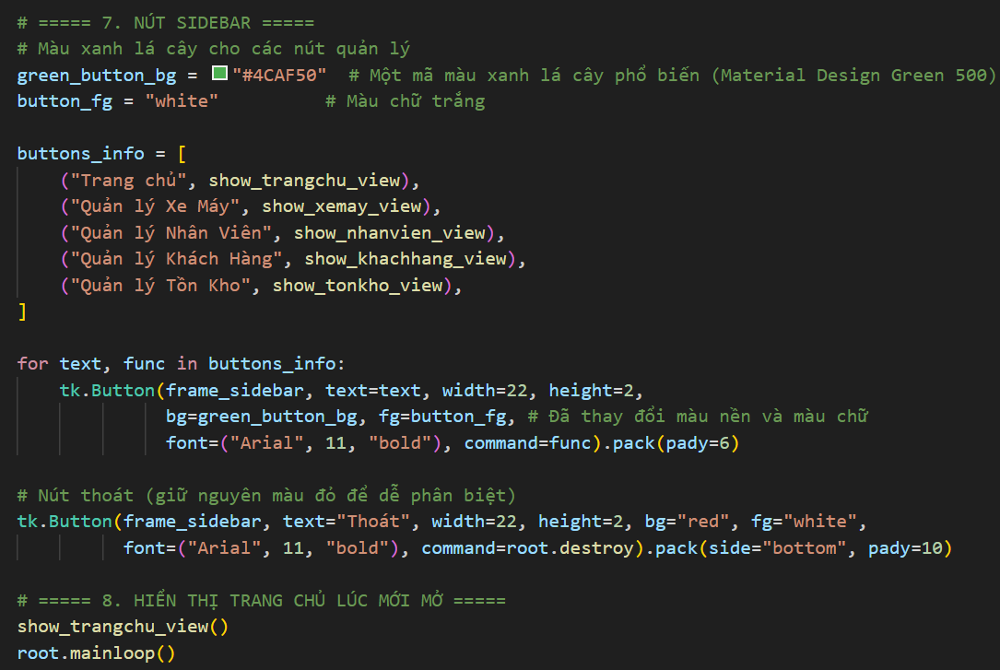 # ===== 7. NÚT SIDEBAR =====
# Màu xanh lá cây cho các nút quản lý
green_button_bg = "#4CAF50"  # Một mã màu xanh lá cây phổ biến (Material Design Green 500)
button_fg = "white"          # Màu chữ trắng

buttons_info = [
    ("Trang chủ", show_trangchu_view),
    ("Quản lý Xe Máy", show_xemay_view),
    ("Quản lý Nhân Viên", show_nhanvien_view),
    ("Quản lý Khách Hàng", show_khachhang_view),
    ("Quản lý Tồn Kho", show_tonkho_view),
]

for text, func in buttons_info:
    tk.Button(frame_sidebar, text=text, width=22, height=2,
              bg=green_button_bg, fg=button_fg, # Đã thay đổi màu nền và màu chữ
              font=("Arial", 11, "bold"), command=func).pack(pady=6)

# Nút thoát (giữ nguyên màu đỏ để dễ phân biệt)
tk.Button(frame_sidebar, text="Thoát", width=22, height=2, bg="red", fg="white",
          font=("Arial", 11, "bold"), command=root.destroy).pack(side="bottom", pady=10)

# ===== 8. HIỂN THỊ TRANG CHỦ LÚC MỚI MỞ =====
show_trangchu_view()
root.mainloop()